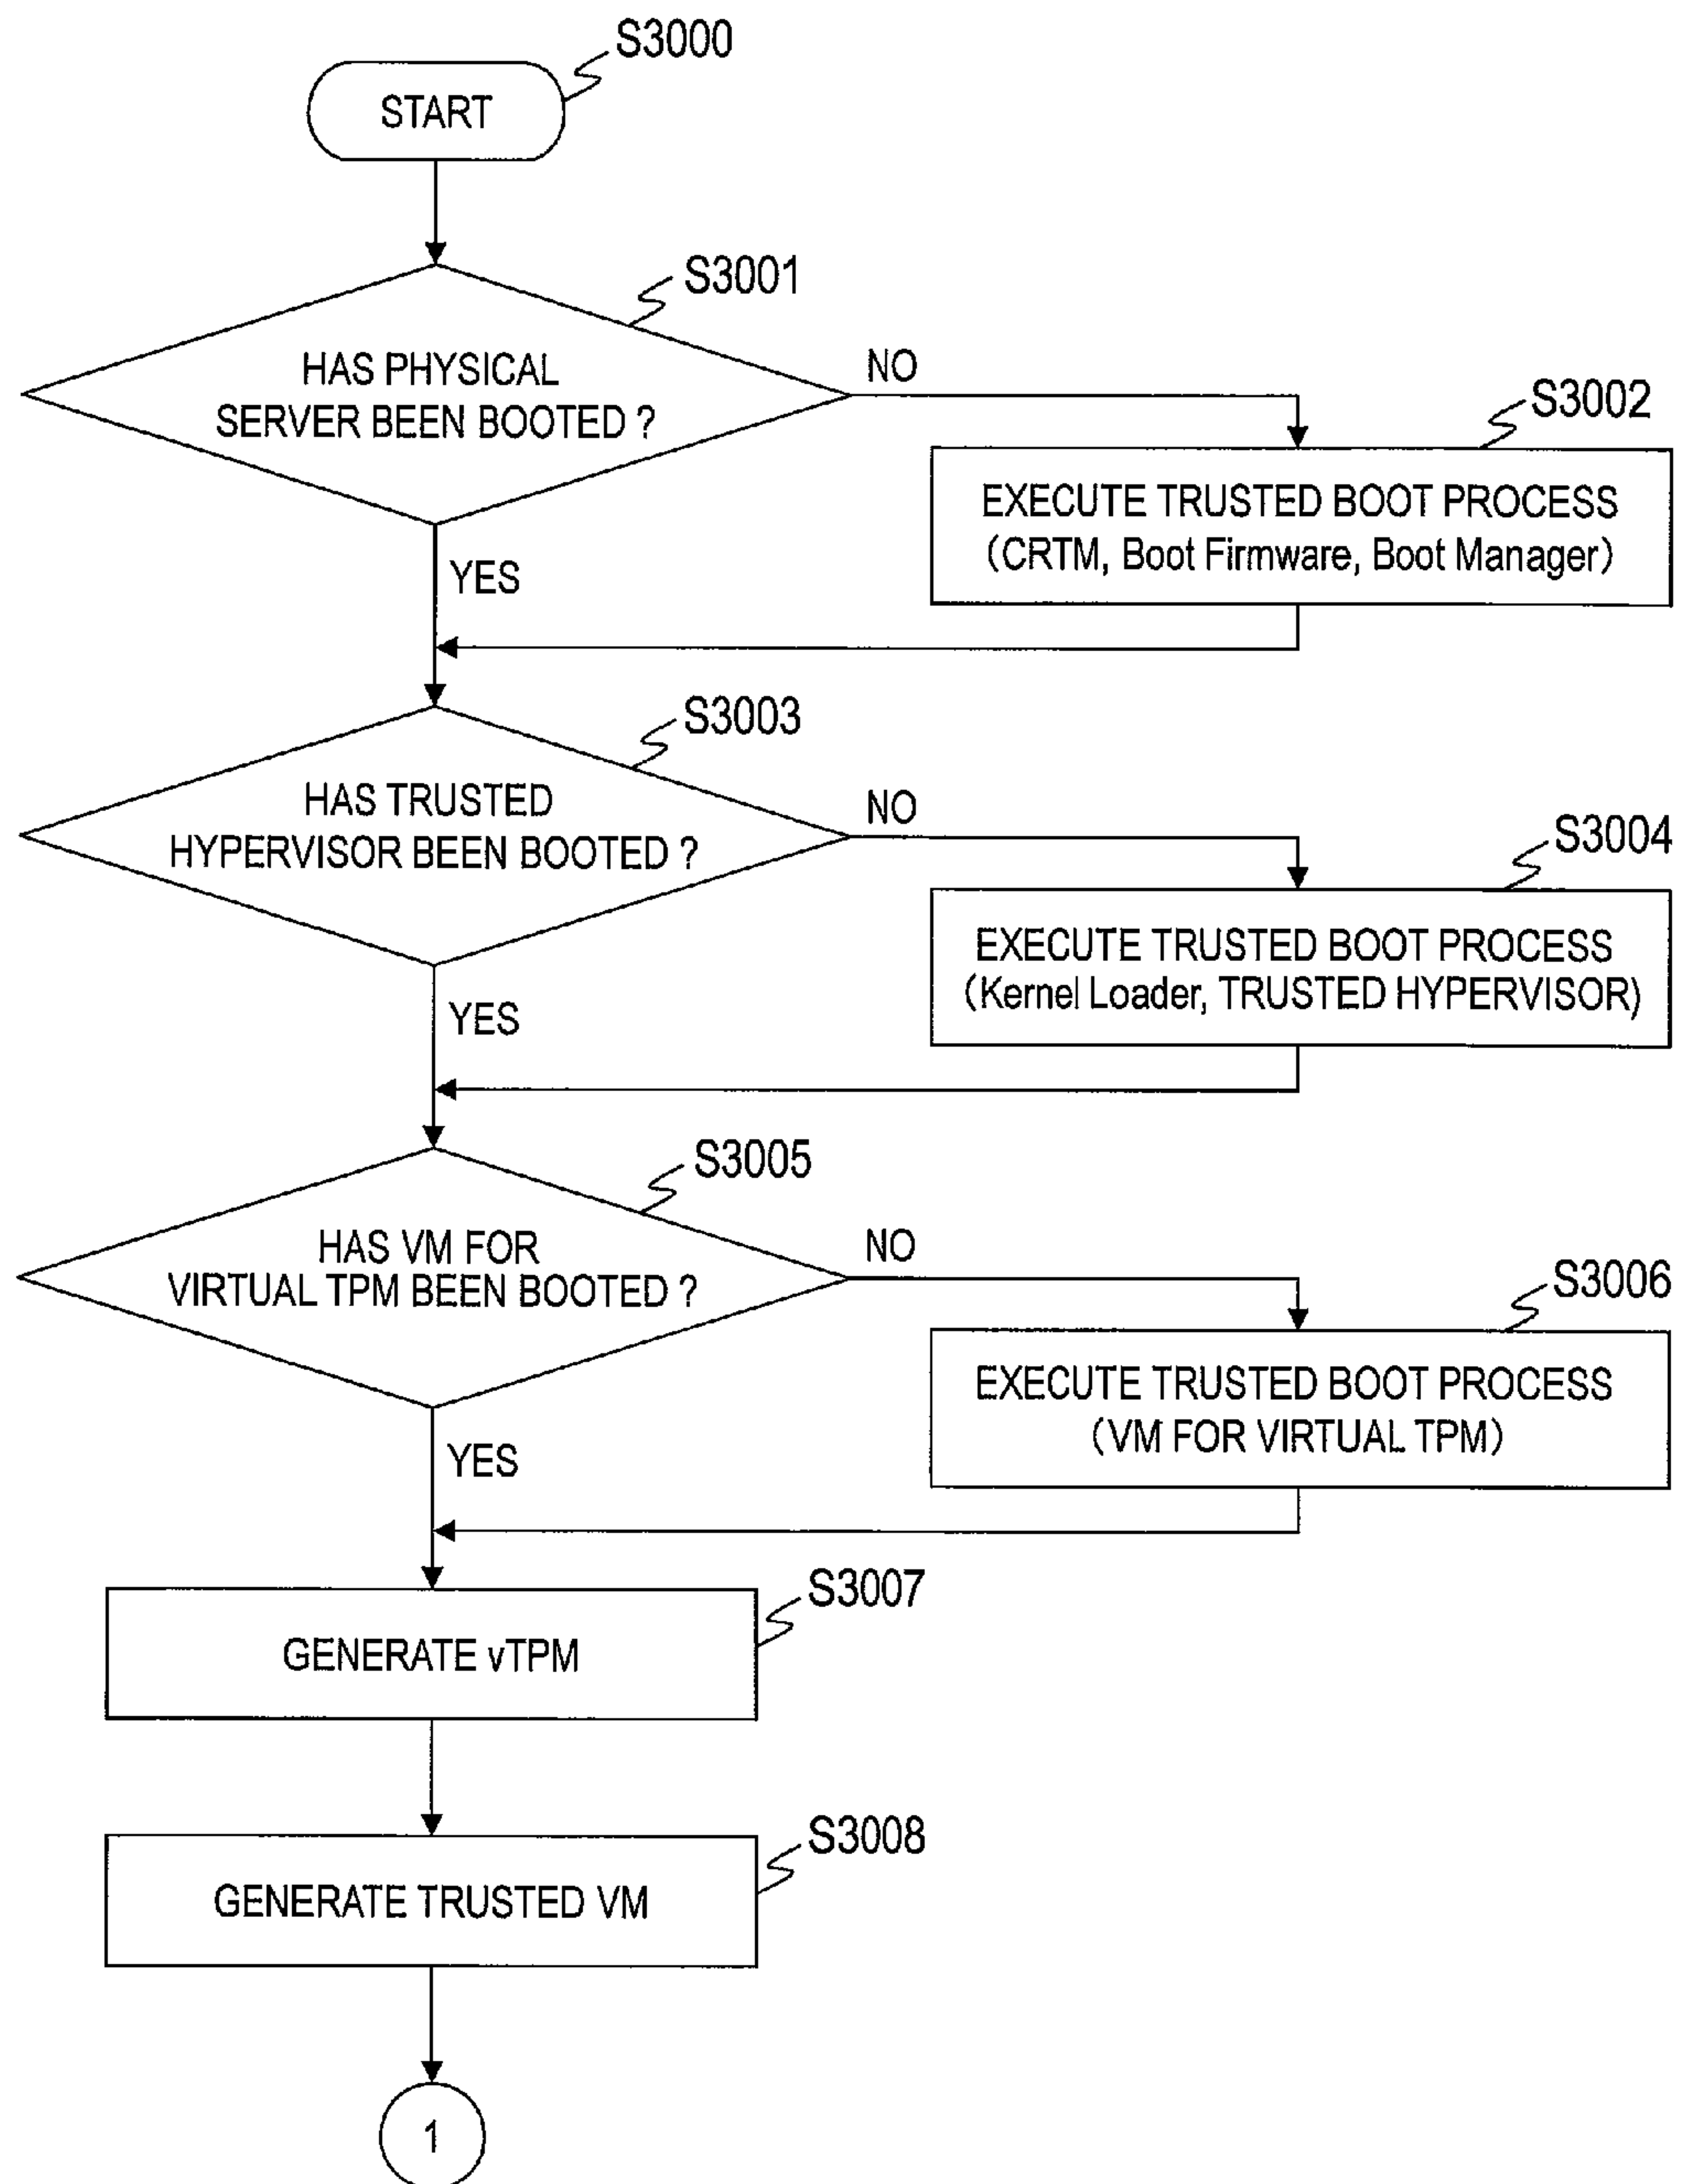 S3000
START
S3001
HAS PHYSICAL
SERVER BEEN BOOTED ?
NO
S3002
EXECUTE TRUSTED BOOT PROCESS
(CRTM, Boot Firmware, Boot Manager)
YES
S3003
HAS TRUSTED
HYPERVISOR BEEN BOOTED ?
NO
S3004
EXECUTE TRUSTED BOOT PROCESS
(Kernel Loader, TRUSTED HYPERVISOR)
YES
S3005
HAS VM FOR
VIRTUAL TPM BEEN BOOTED ?
NO
S3006
EXECUTE TRUSTED BOOT PROCESS
(VM FOR VIRTUAL TPM)
YES
S3007
GENERATE vTPM
S3008
GENERATE TRUSTED VM
1